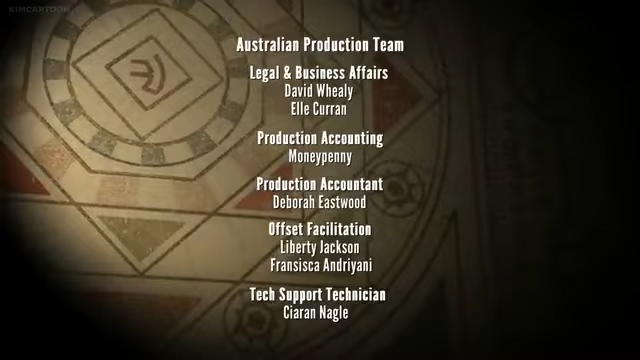 KIMCARTOON
Australian Production Team
Legal & Business Affairs
David Whealy
Elle Curran
Production Accounting
Moneypenny
Production Accountant
Deborah Eastwood
Offset Facilitation
Liberty Jackson
Fransisca Andriyani
Tech Support Technician
Ciaran Nagle